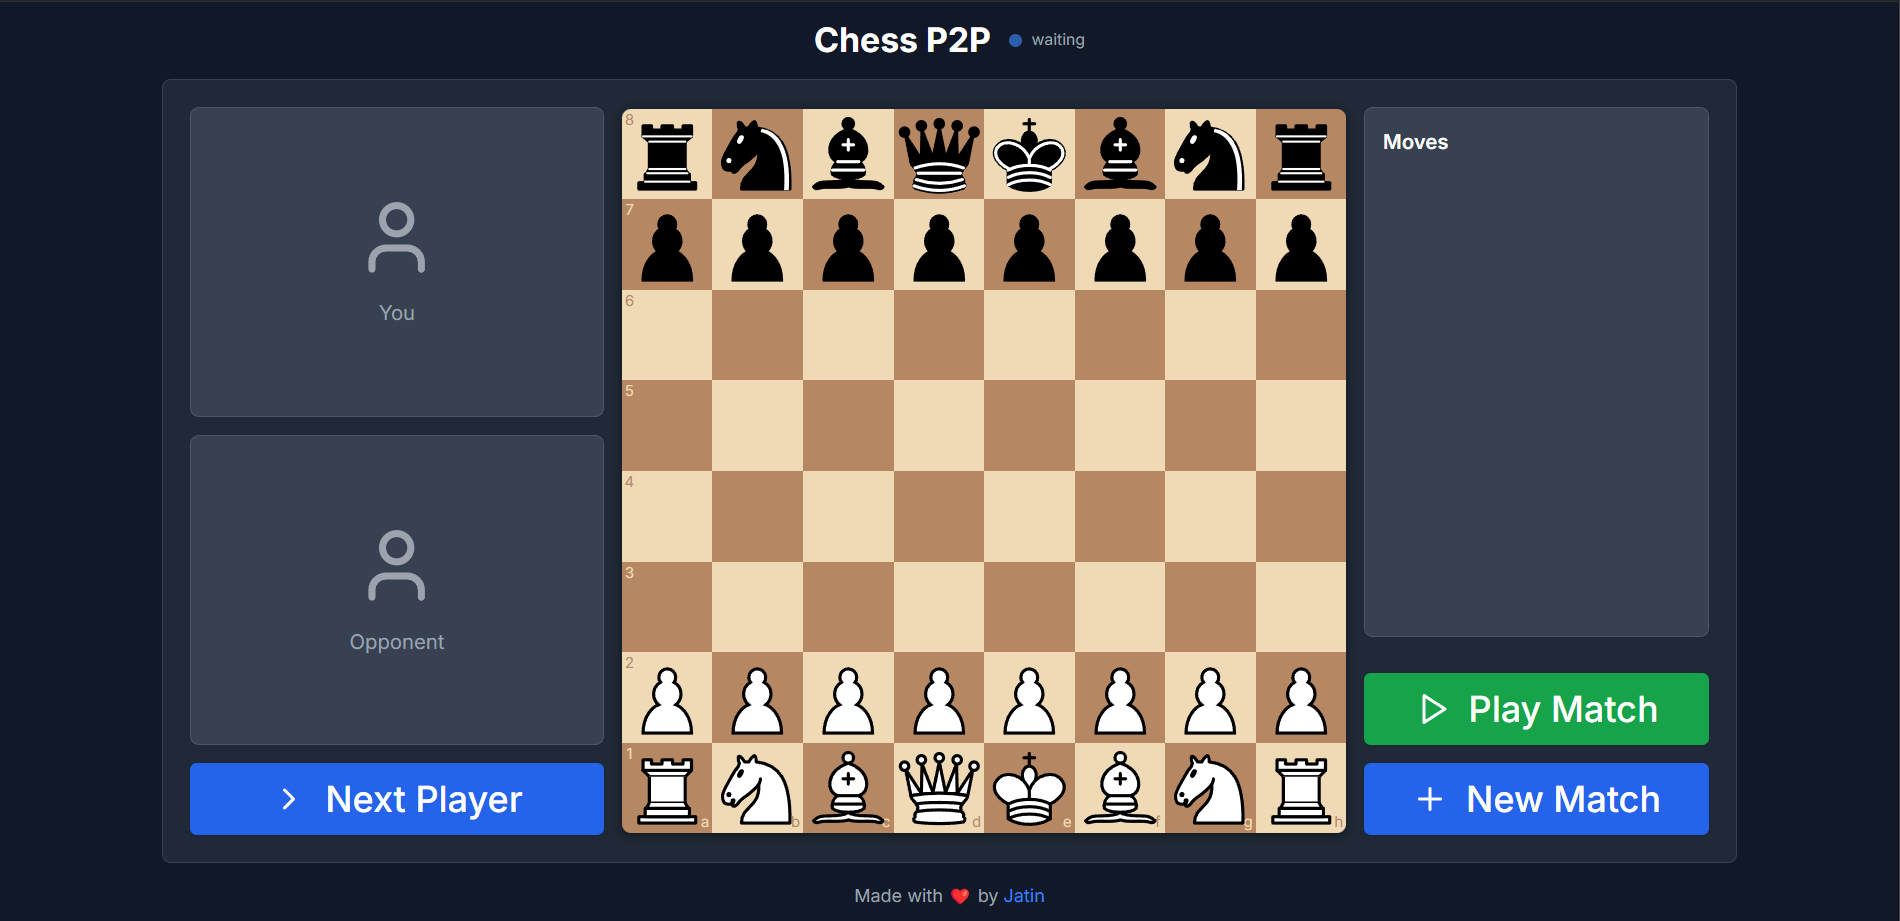 Chess P2P
waiting
You
Opponent
Next Player
8
7
6
5
4
3
2
1
a
b
c
d
e
f
g
h
Moves
Play Match
New Match
Made with ❤️ by Jatin